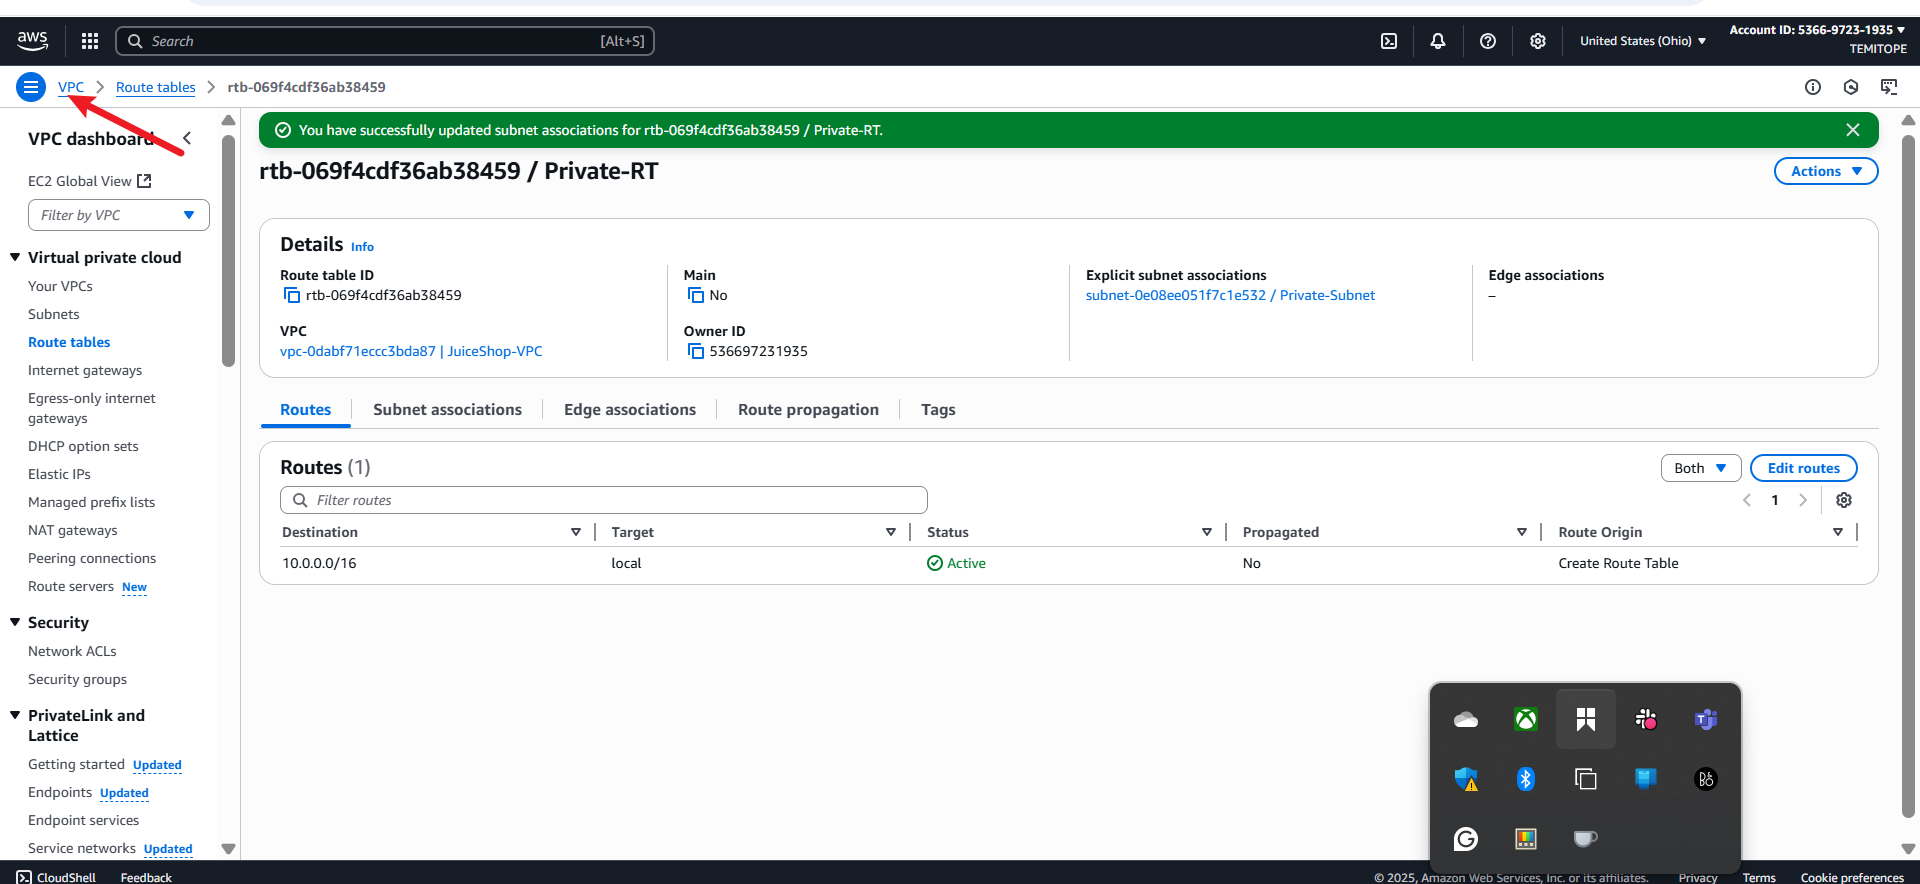 aws
Search
[Alt+S]
United States (Ohio)
Account ID: 5366-9723-1935
TEMITOPE
VPC
Route tables
rtb-069f4cdf36ab38459
VPC dashboard
EC2 Global View
Filter by VPC
Virtual private cloud
Your VPCs
Subnets
Route tables
Internet gateways
Egress-only internet
gateways
DHCP option sets
Elastic IPs
Managed prefix lists
NAT gateways
Peering connections
Route servers New
Security
Network ACLs
Security groups
PrivateLink and
Lattice
Getting started Updated
Endpoints Updated
Endpoint services
Service networks Updated
You have successfully updated subnet associations for rtb-069f4cdf36ab38459 / Private-RT.
rtb-069f4cdf36ab38459 / Private-RT
Actions
Details Info
Route table ID
rtb-069f4cdf36ab38459
VPC
vpc-0dabf71eccc3bda87 | JuiceShop-VPC
Main
No
Owner ID
536697231935
Explicit subnet associations
subnet-0e08ee051f7c1e532 / Private-Subnet
Edge associations
–
Routes
Subnet associations
Edge associations
Route propagation
Tags
Routes (1)
Both
Edit routes
Filter routes
1
Destination Target Status Propagated Route Origin
10.0.0.0/16 local Active No Create Route Table
CloudShell
Feedback
© 2025, Amazon Web Services, Inc. or its affiliates.
Privacy
Terms
Cookie preferences